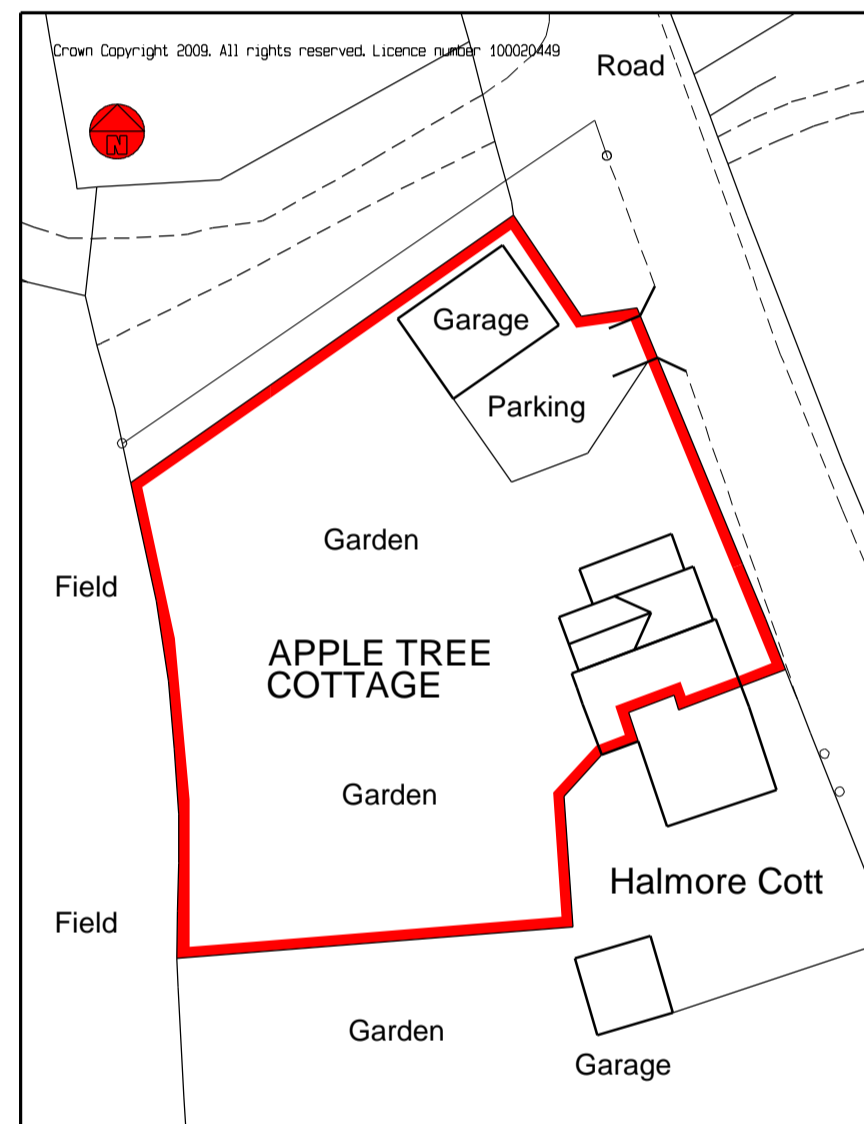 Crown Copyright 2009. All rights reserved. Licence number 100020449
Road
N
Garage
Parking
Garden
Field
APPLE TREE
COTTAGE
Garden
Halmore Cott
Field
Garden
Garage